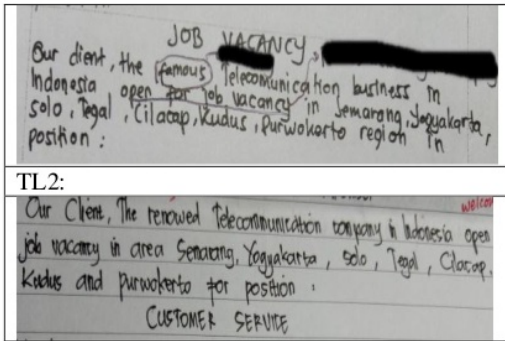 JOB VACANCY,
Our client, the famous Telecomunication business in
Indonesia open for job vacancy in Semarang, Yogyakarta,
solo, Tegal, Cilacap, Kudus, Purwokerto region in
position :
TL2:
welcom
Our Client, The renowed Telecommunication company in Indonesia open
job vacancy in area Semarang, Yogyakarta, solo, Tegal, Cilacap,
Kudus and purwokerto for position :
CUSTOMER SERVICE